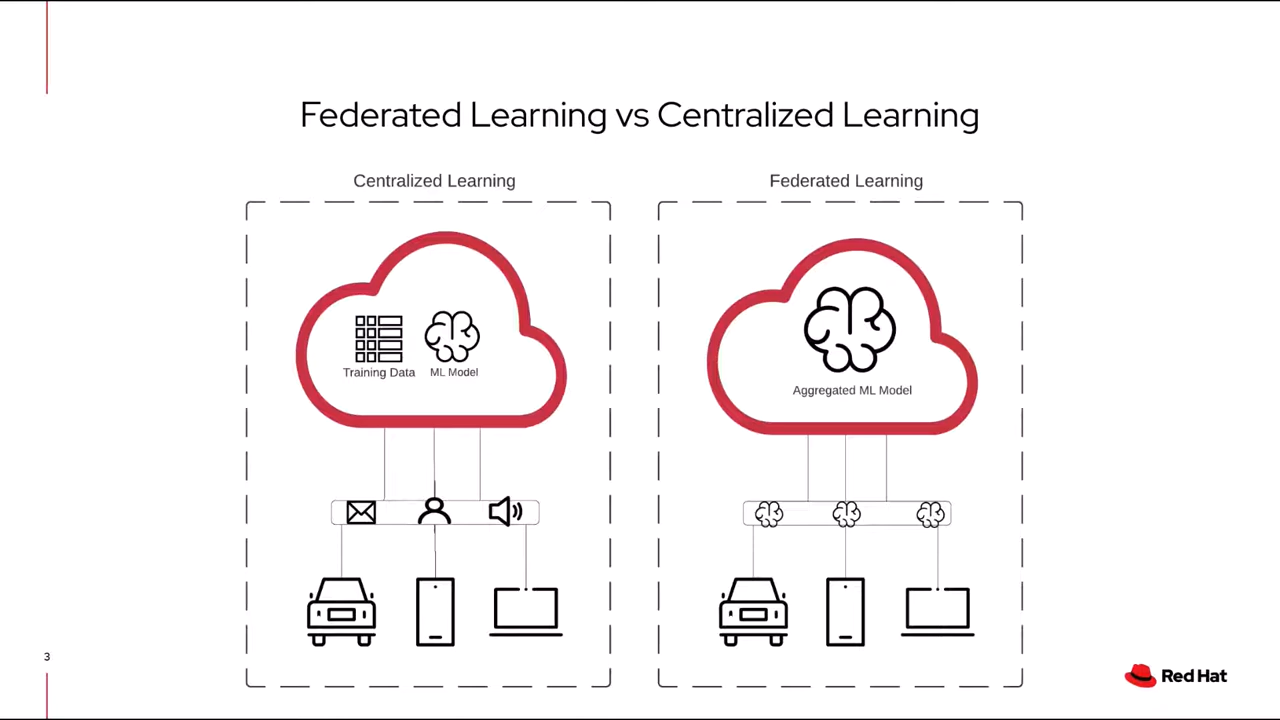 Federated Learning vs Centralized Learning
Centralized Learning
Training Data
ML Model
Federated Learning
Aggregated ML Model
3
Red Hat